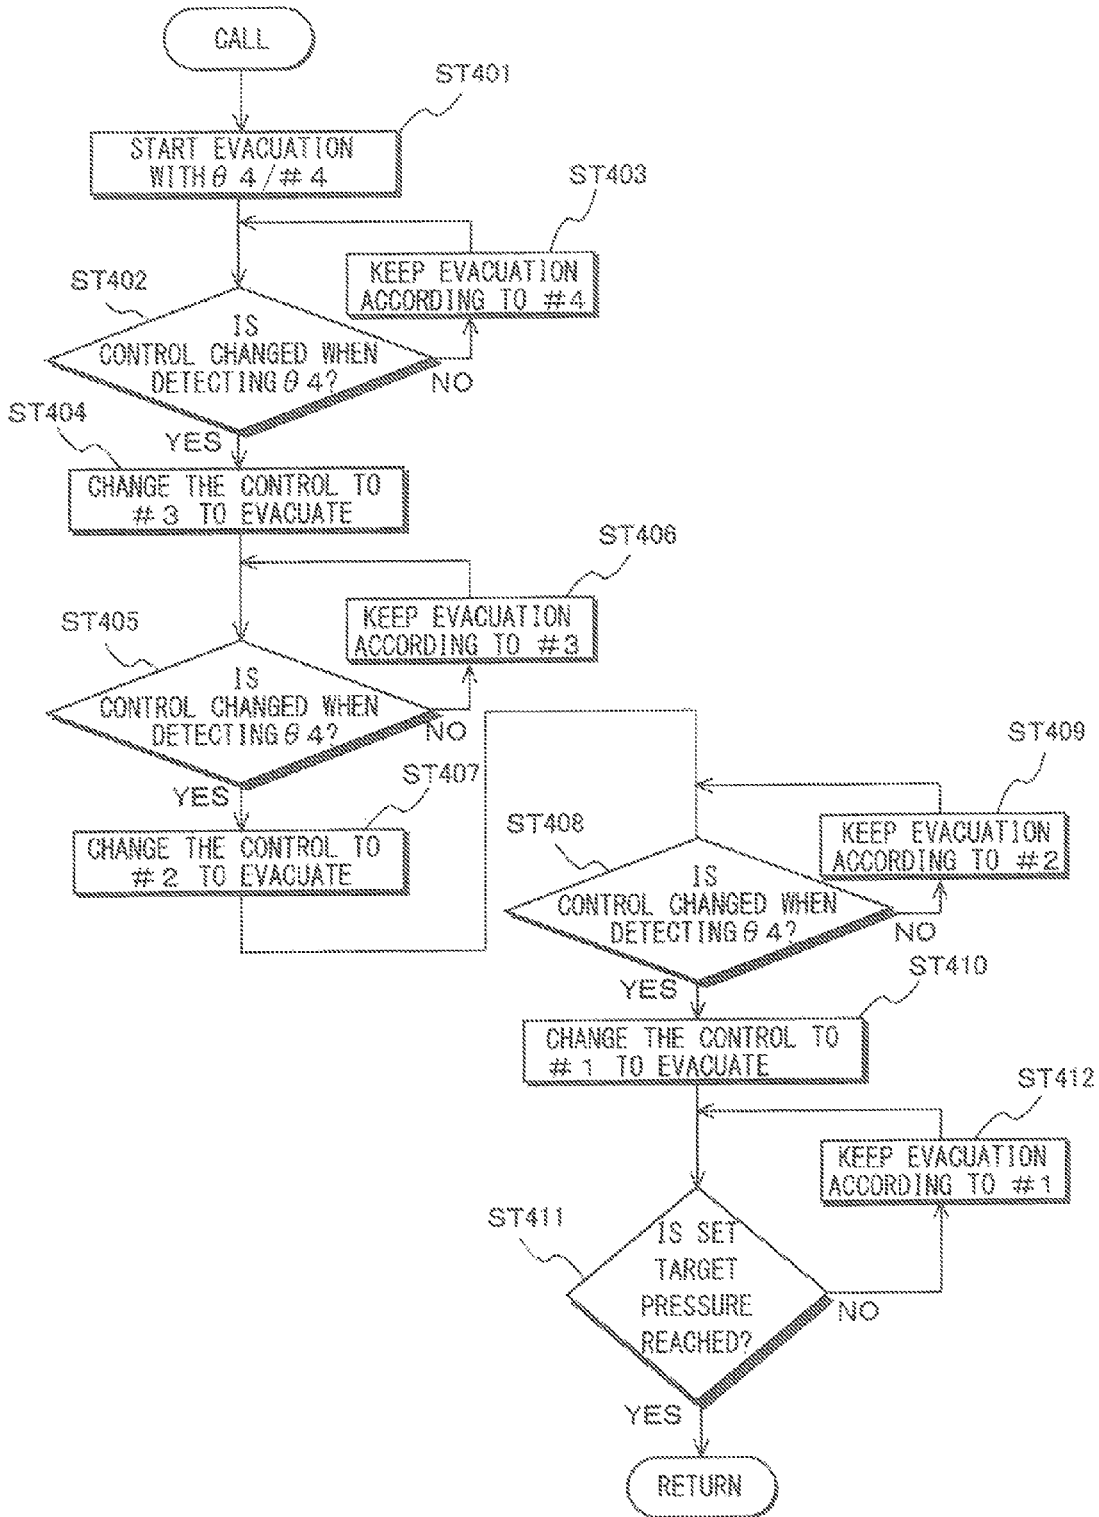 CALL
ST401
START EVACUATION
WITH θ 4/#4
ST403
KEEP EVACUATION
ACCORDING TO #4
ST402
IS
CONTROL CHANGED WHEN
DETECTING θ 4?
NO
YES
ST404
CHANGE THE CONTROL TO
#3 TO EVACUATE
ST406
KEEP EVACUATION
ACCORDING TO #3
ST405
IS
CONTROL CHANGED WHEN
DETECTING θ 4?
NO
YES
ST407
CHANGE THE CONTROL TO
#2 TO EVACUATE
ST409
KEEP EVACUATION
ACCORDING TO #2
ST408
IS
CONTROL CHANGED WHEN
DETECTING θ 4?
NO
YES
ST410
CHANGE THE CONTROL TO
#1 TO EVACUATE
ST412
KEEP EVACUATION
ACCORDING TO #1
ST411
IS SET
TARGET
PRESSURE
REACHED?
NO
YES
RETURN